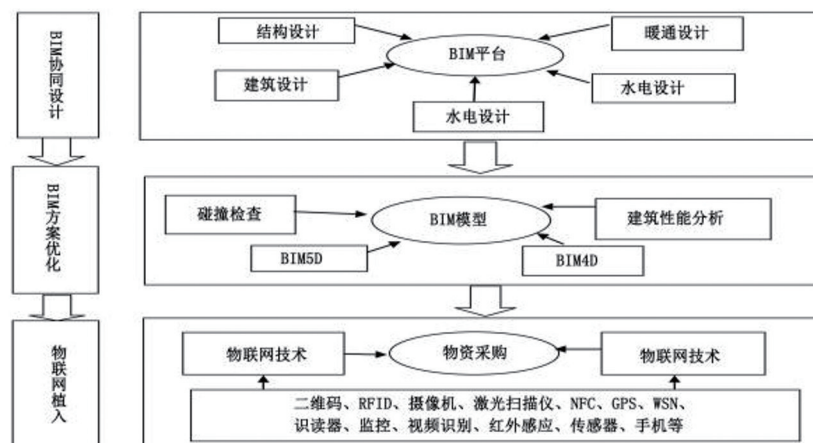 BIM协同设计
结构设计
暖通设计
BIM平台
建筑设计
水电设计
水电设计
BIM方案优化
碰撞检查
BIM模型
建筑性能分析
BIM5D
BIM4D
物联网植入
物联网技术
物资采购
物联网技术
二维码、RFID、摄像机、激光扫描仪、NFC、GPS、WSN、
识读器、监控、视频识别、红外感应、传感器、手机等